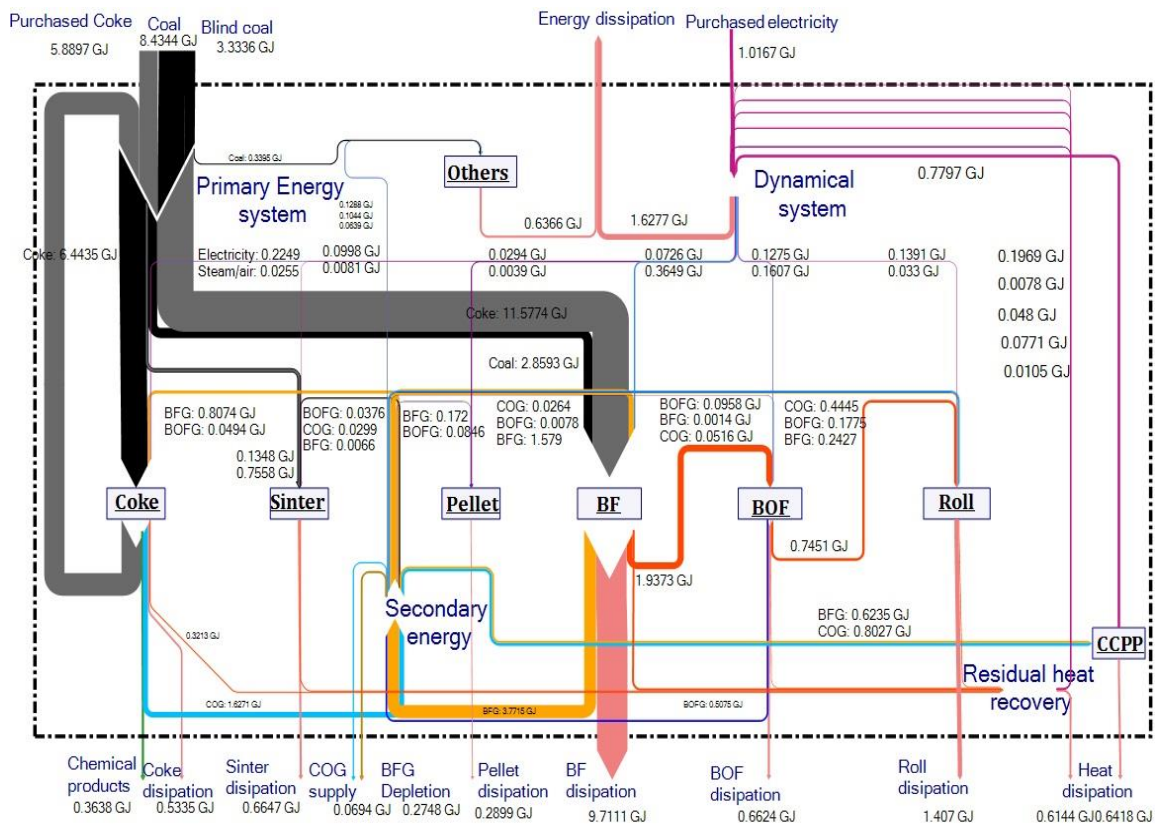 Purchased Coke
5.8897 GJ
Coal
8.4344 GJ
Blind coal
3.3336 GJ
Energy dissipation
Purchased electricity
1.0167 GJ
Coal: 0.3395 GJ
Others
Primary Energy
system
Dynamical
system
0.7797 GJ
0.1268 GJ
0.1044 GJ
0.0639 GJ
0.6366 GJ
1.6277 GJ
Coke: 6.4435 GJ
Electricity: 0.2249
Steam/air: 0.0255
0.0998 GJ
0.0081 GJ
0.0294 GJ
0.0039 GJ
0.0726 GJ
0.3649 GJ
0.1275 GJ
0.1607 GJ
0.1391 GJ
0.033 GJ
0.1969 GJ
0.0078 GJ
0.048 GJ
0.0771 GJ
0.0105 GJ
Coke: 11.5774 GJ
Coal: 2.8593 GJ
BFG: 0.8074 GJ
BOFG: 0.0494 GJ
BOFG: 0.0376
COG: 0.0299
BFG: 0.0066
0.1348 GJ
0.7558 GJ
BFG: 0.172
BOFG: 0.0846
COG: 0.0264
BOFG: 0.0078
BFG: 1.579
BOFG: 0.0958 GJ
BFG: 0.0014 GJ
COG: 0.0516 GJ
COG: 0.4445
BOFG: 0.1775
BFG: 0.2427
Coke
Sinter
Pellet
BF
BOF
Roll
0.7451 GJ
1.9373 GJ
Secondary
energy
BFG: 0.6235 GJ
COG: 0.8027 GJ
CCPP
0.3213 GJ
Residual heat
recovery
COG: 1.6271 GJ
BFG: 3.7715 GJ
BOFG: 0.5075 GJ
Chemical
products
0.3638 GJ
Coke
disipation
0.5335 GJ
Sinter
disipation
0.6647 GJ
COG
supply
0.0694 GJ
BFG
Depletion
0.2748 GJ
Pellet
disipation
0.2899 GJ
BF
disipation
9.7111 GJ
BOF
disipation
0.6624 GJ
Roll
disipation
1.407 GJ
Heat
disipation
0.6144 GJ
0.6418 GJ